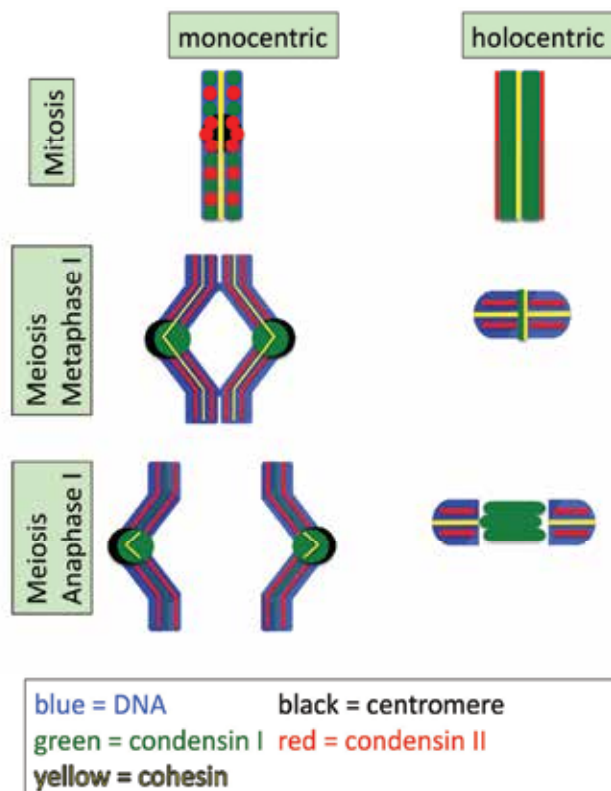 monocentric
holocentric
Mitosis
Meiosis
Metaphase I
Meiosis
Anaphase I
blue = DNA
black = centromere
green = condensin I
red = condensin II
yellow = cohesin